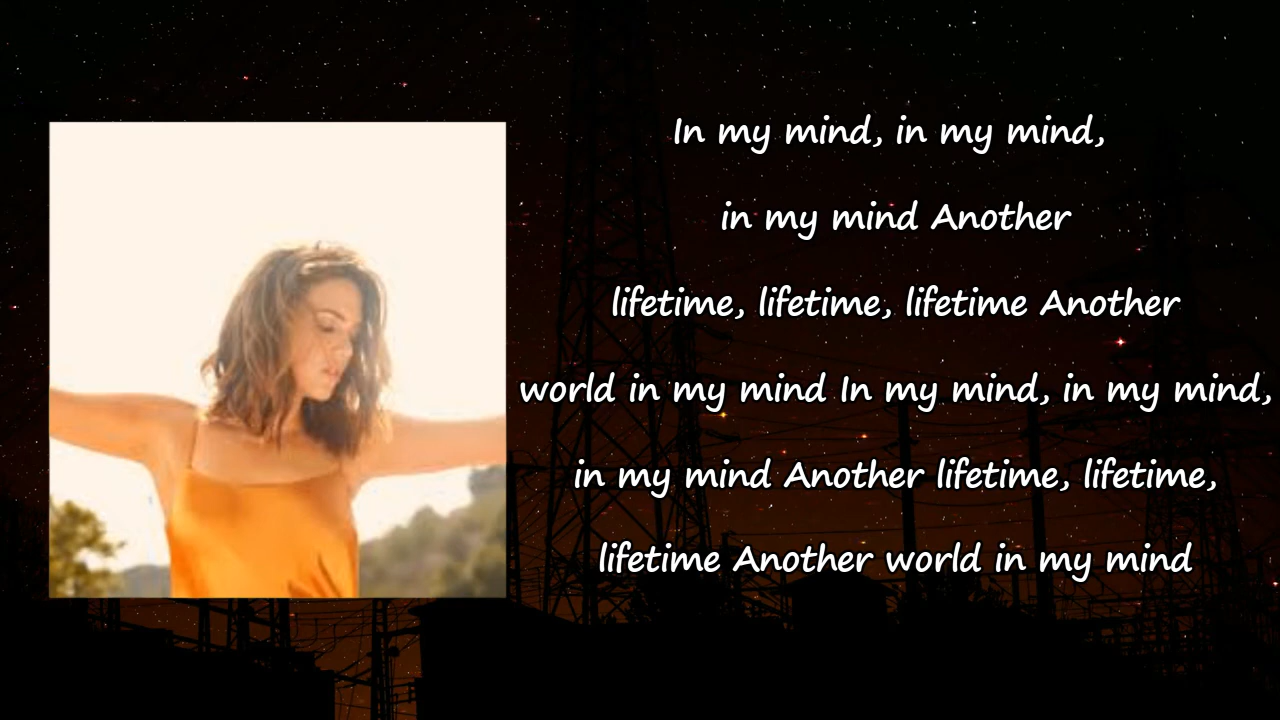 In my mind, in my mind,
in my mind Another
lifetime, lifetime, lifetime Another
world in my mind In my mind, in my mind,
in my mind Another lifetime, lifetime,
lifetime Another world in my mind